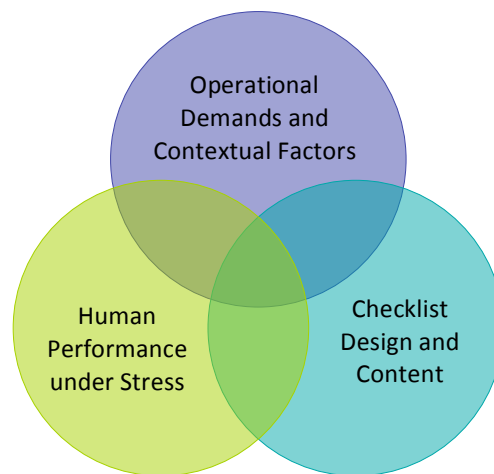 Operational
Demands and
Contextual Factors
Human
Performance
under Stress
Checklist
Design and
Content